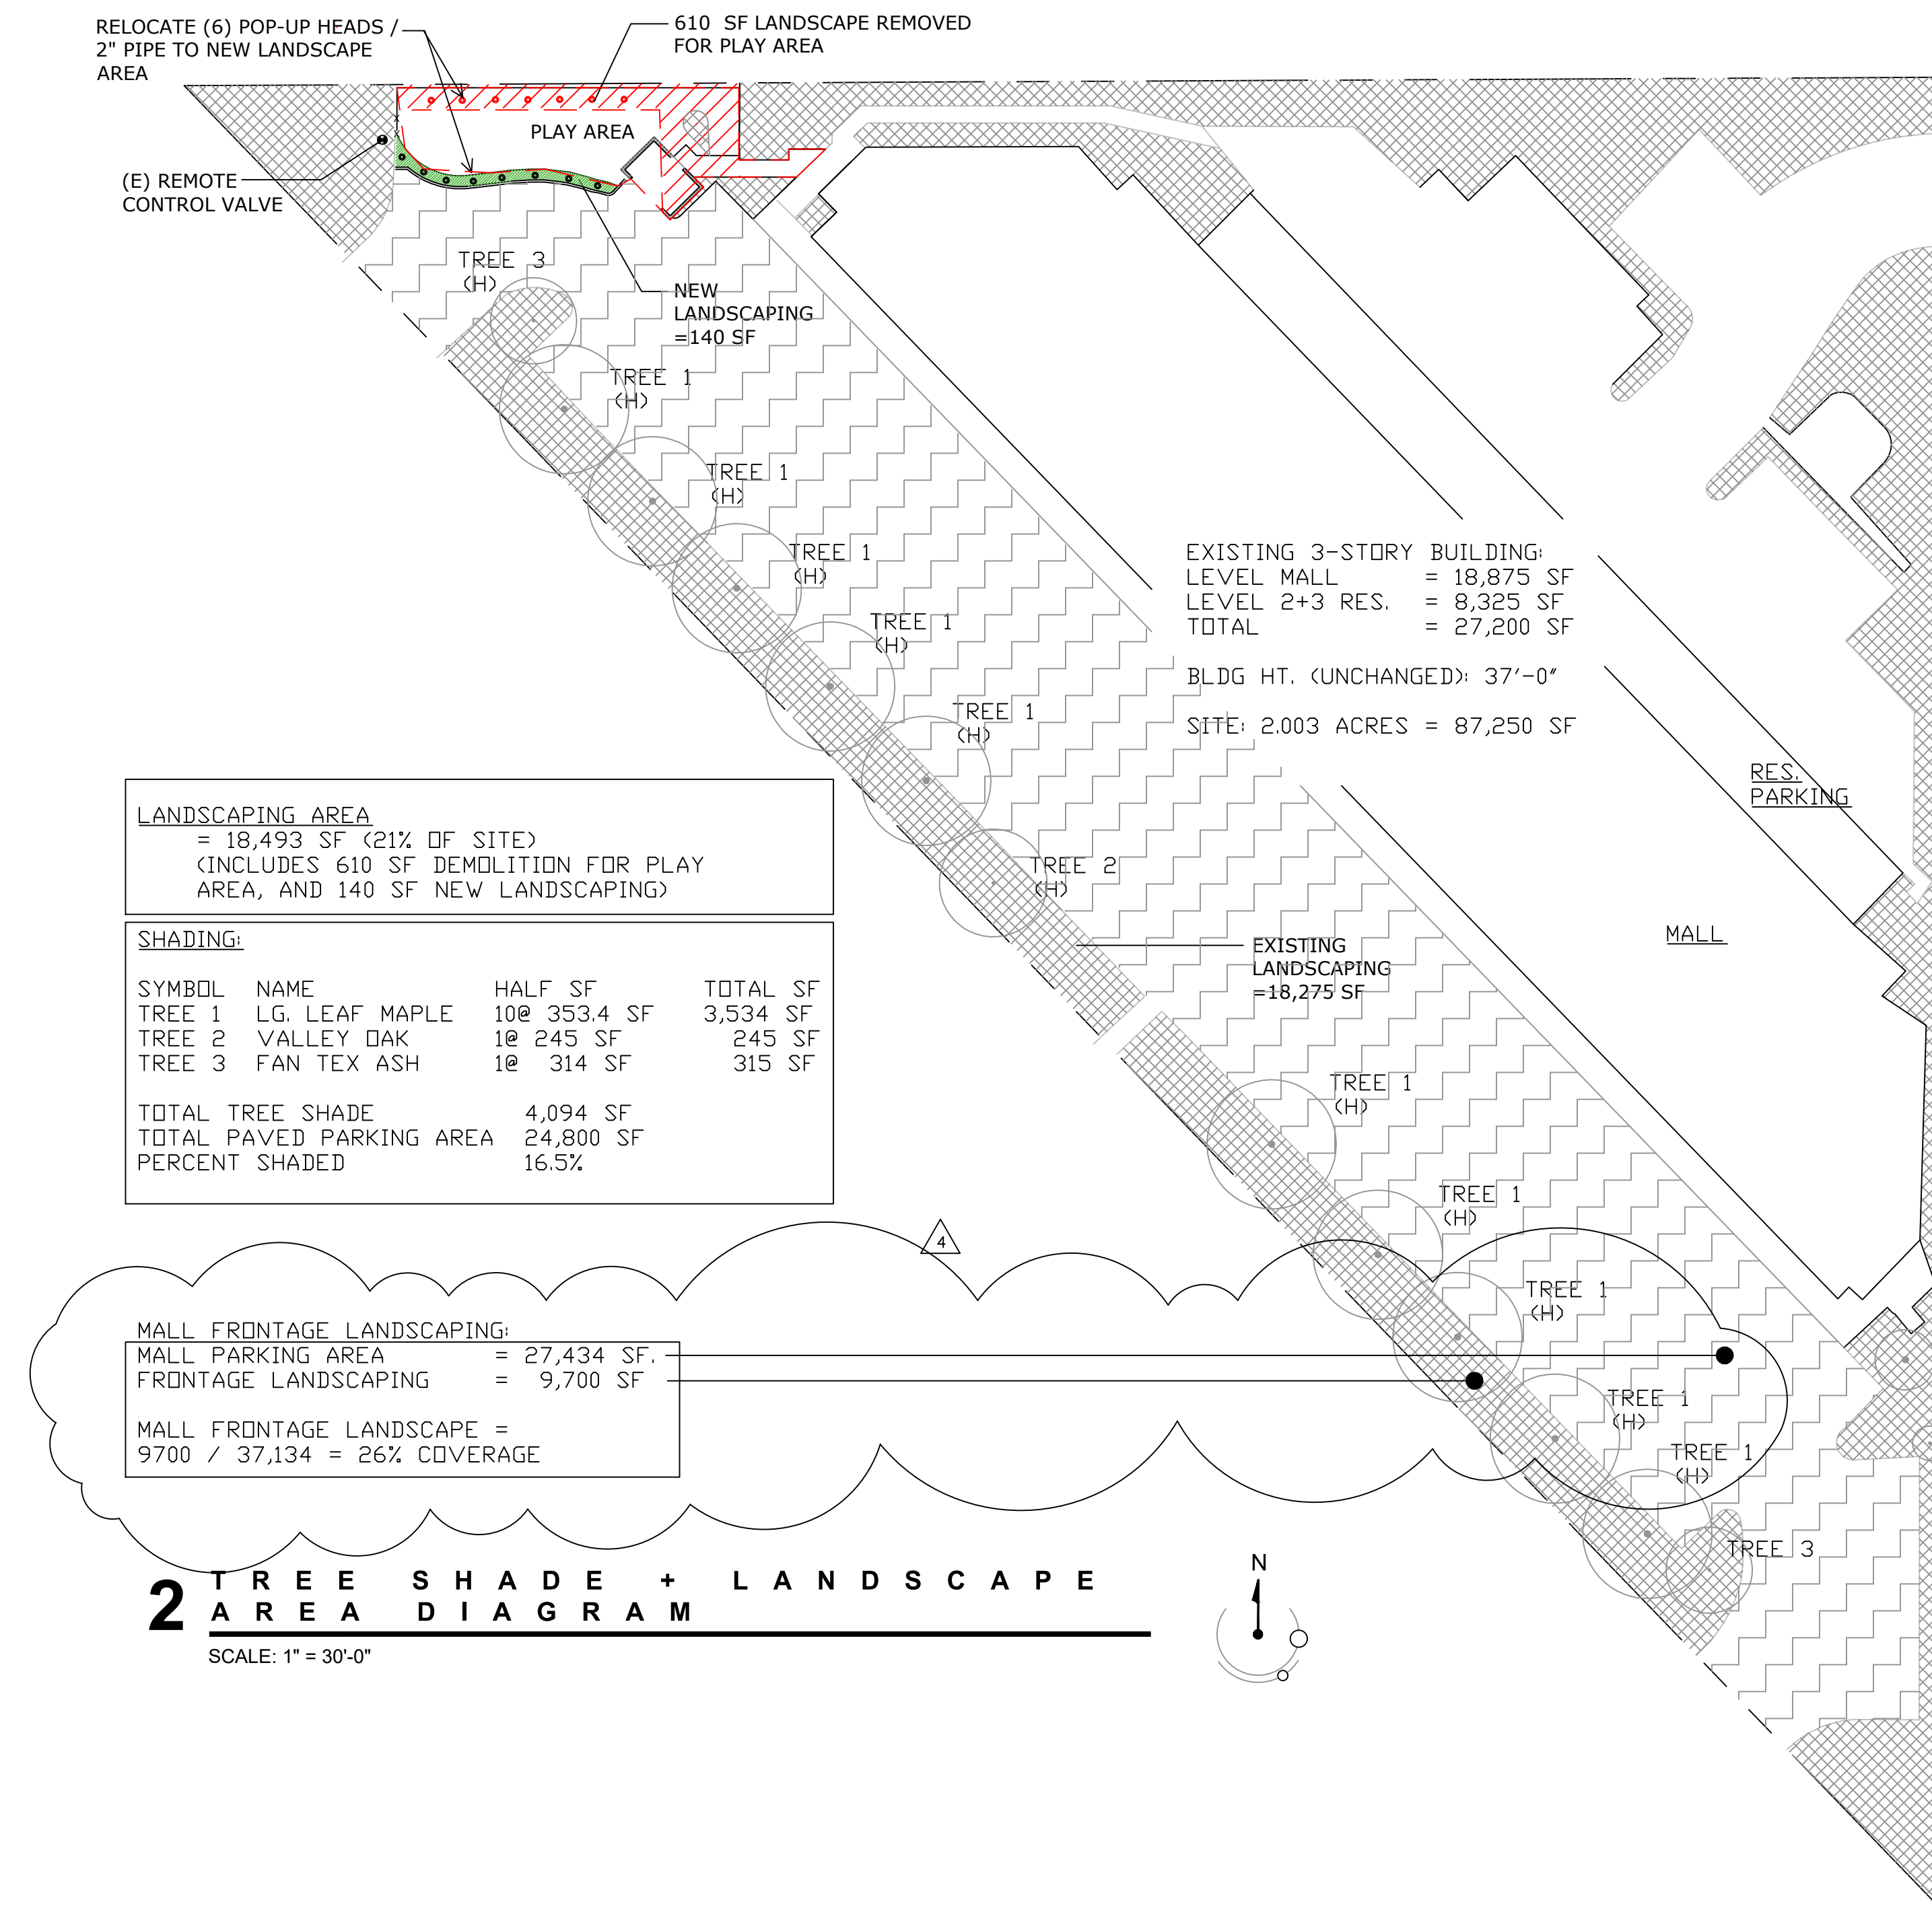 RELOCATE (6) POP-UP HEADS /
2" PIPE TO NEW LANDSCAPE
AREA
610 SF LANDSCAPE REMOVED
FOR PLAY AREA
PLAY AREA
(E) REMOTE
CONTROL VALVE
TREE 3
(H)
NEW
LANDSCAPING
=140 SF
TREE 1
(H)
TREE 1
(H)
TREE 1
(H)
TREE 1
(H)
TREE 1
(H)
TREE 2
(H)
EXISTING 3-STORY BUILDING:
LEVEL MALL = 18,875 SF
LEVEL 2+3 RES. = 8,325 SF
TOTAL = 27,200 SF
BLDG HT. (UNCHANGED): 37'-0"
SITE: 2.003 ACRES = 87,250 SF
RES.
PARKING
MALL
EXISTING
LANDSCAPING
=18,275 SF
LANDSCAPING AREA
= 18,493 SF (21% OF SITE)
(INCLUDES 610 SF DEMOLITION FOR PLAY
AREA, AND 140 SF NEW LANDSCAPING)
SHADING:
SYMBOL NAME HALF SF TOTAL SF
TREE 1 LG. LEAF MAPLE 10@ 353.4 SF 3,534 SF
TREE 2 VALLEY OAK 1@ 245 SF 245 SF
TREE 3 FAN TEX ASH 1@ 314 SF 315 SF
TOTAL TREE SHADE 4,094 SF
TOTAL PAVED PARKING AREA 24,800 SF
PERCENT SHADED 16.5%
TREE 1
(H)
TREE 1
(H)
TREE 1
(H)
TREE 1
(H)
TREE 1
(H)
TREE 3
4
MALL FRONTAGE LANDSCAPING:
MALL PARKING AREA = 27,434 SF.
FRONTAGE LANDSCAPING = 9,700 SF
MALL FRONTAGE LANDSCAPE =
9700 / 37,134 = 26% COVERAGE
2 TREE SHADE + LANDSCAPE
AREA DIAGRAM
SCALE: 1" = 30'-0"
N